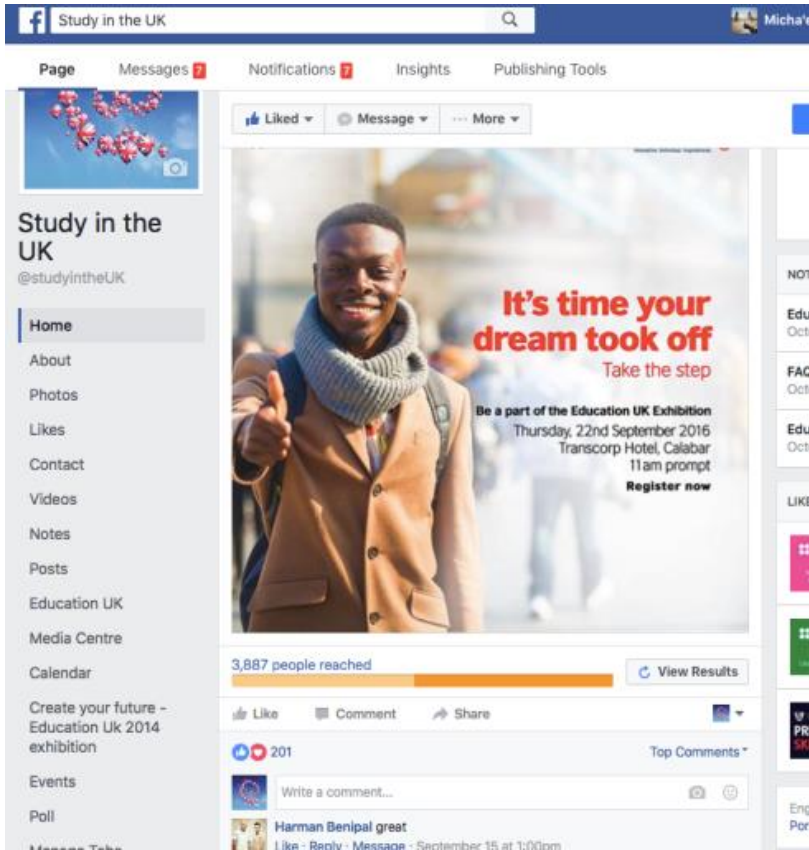 Study in the UK
Page
Messages 7
Notifications 7
Insights
Publishing Tools
Liked
Message
More
Study in the
UK
@studyintheUK
Home
About
Photos
Likes
Contact
Videos
Notes
Posts
Education UK
Media Centre
Calendar
Create your future -
Education Uk 2014
exhibition
Events
Poll
It's time your
dream took off
Take the step
Be a part of the Education UK Exhibition
Thursday, 22nd September 2016
Transcorp Hotel, Calabar
11am prompt
Register now
3,887 people reached
View Results
Like
Comment
Share
201
Top Comments
Write a comment...
Harman Benipal great
Like · Reply · Message · September 15 at 1:00pm